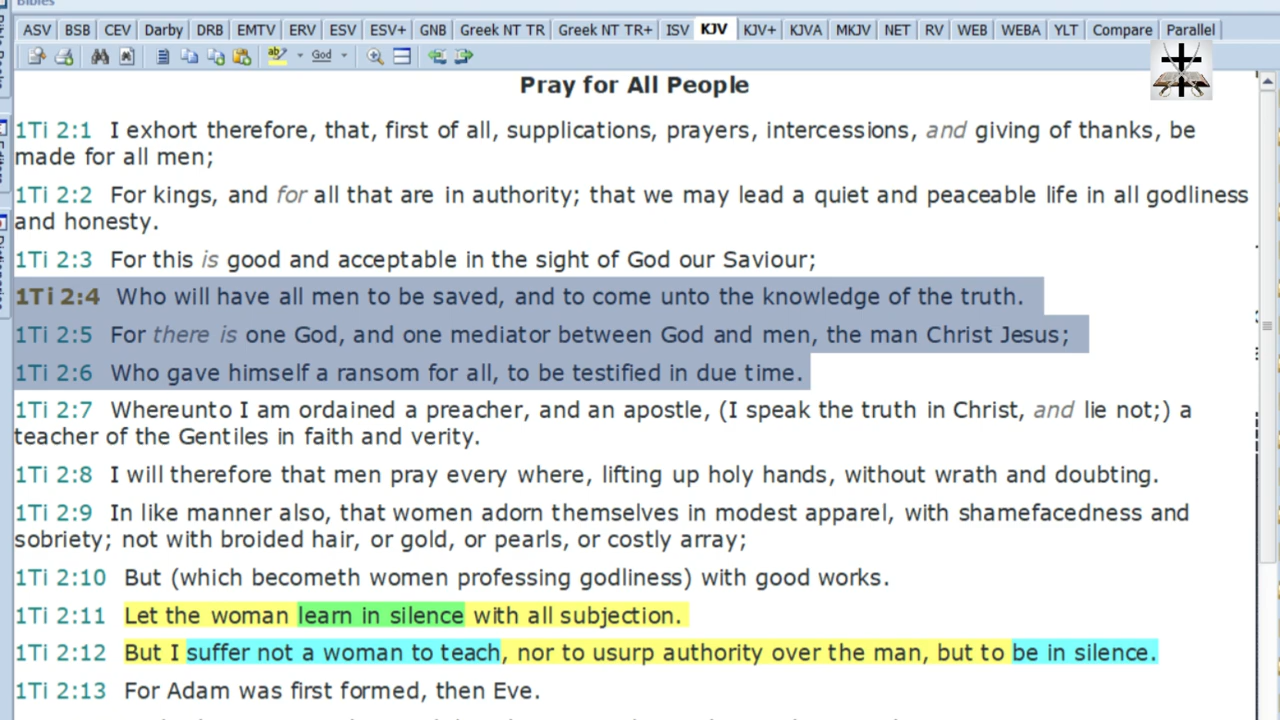 Bibles
ASV BSB CEV Darby DRB EMTV ERV ESV ESV+ GNB Greek NT TR Greek NT TR+ ISV KJV KJV+ KJVA MKJV NET RV WEB WEBA YLT Compare Parallel
God
Pray for All People
1Ti 2:1 I exhort therefore, that, first of all, supplications, prayers, intercessions, and giving of thanks, be
made for all men;
1Ti 2:2 For kings, and for all that are in authority; that we may lead a quiet and peaceable life in all godliness
and honesty.
1Ti 2:3 For this is good and acceptable in the sight of God our Saviour;
1Ti 2:4 Who will have all men to be saved, and to come unto the knowledge of the truth.
1Ti 2:5 For there is one God, and one mediator between God and men, the man Christ Jesus;
1Ti 2:6 Who gave himself a ransom for all, to be testified in due time.
1Ti 2:7 Whereunto I am ordained a preacher, and an apostle, (I speak the truth in Christ, and lie not;) a
teacher of the Gentiles in faith and verity.
1Ti 2:8 I will therefore that men pray every where, lifting up holy hands, without wrath and doubting.
1Ti 2:9 In like manner also, that women adorn themselves in modest apparel, with shamefacedness and
sobriety; not with broided hair, or gold, or pearls, or costly array;
1Ti 2:10 But (which becometh women professing godliness) with good works.
1Ti 2:11 Let the woman learn in silence with all subjection.
1Ti 2:12 But I suffer not a woman to teach, nor to usurp authority over the man, but to be in silence.
1Ti 2:13 For Adam was first formed, then Eve.